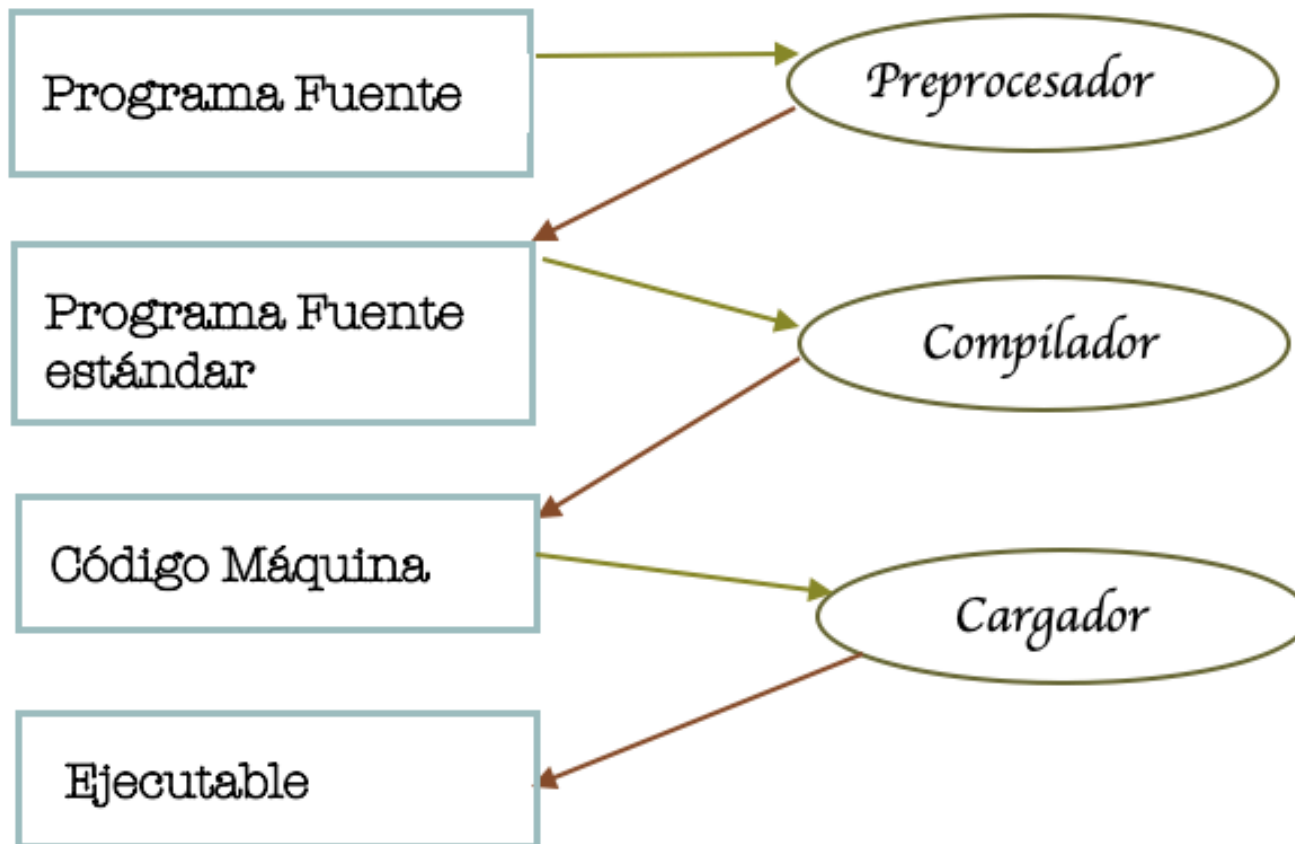 Programa Fuente
Preprocesador
Programa Fuente
estándar
Compilador
Código Máquina
Cargador
Ejecutable